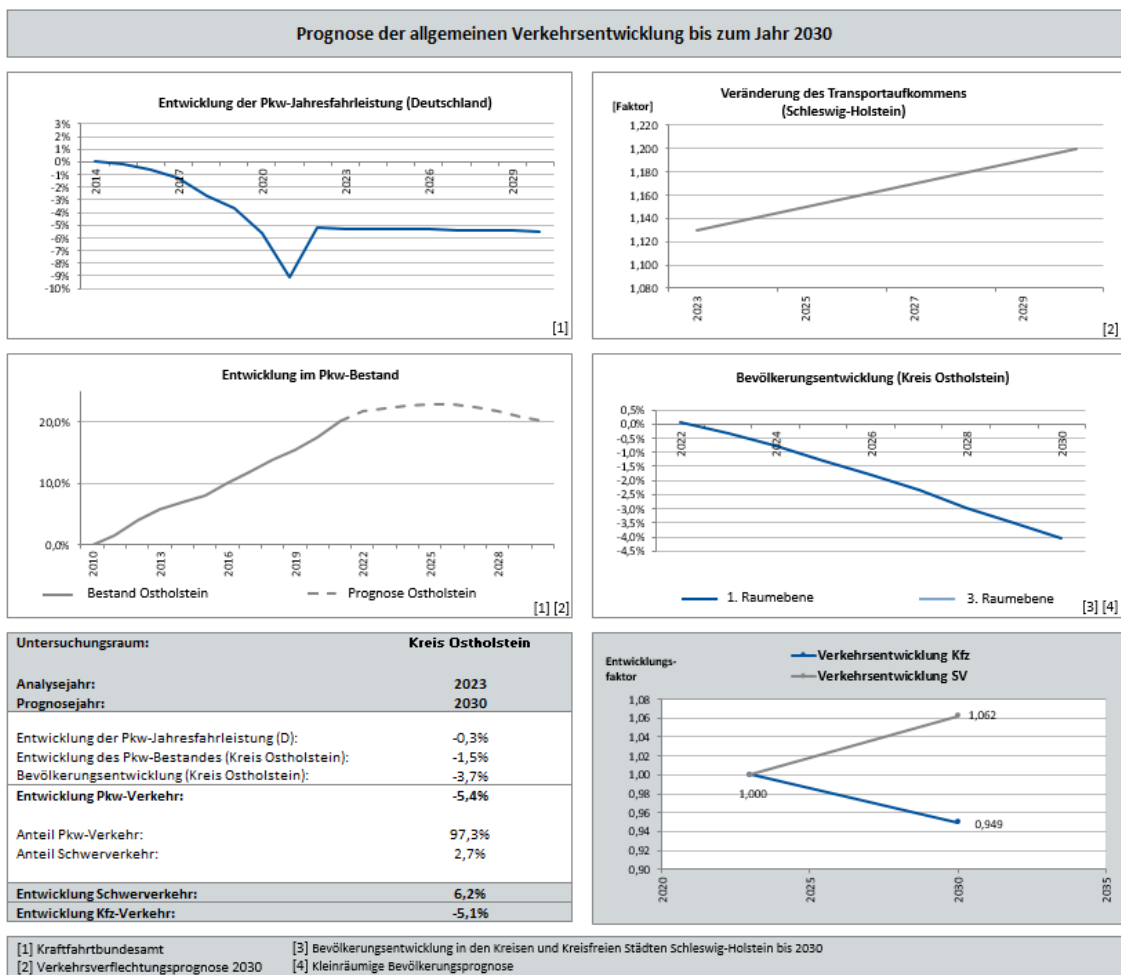 Prognose der allgemeinen Verkehrsentwicklung bis zum Jahr 2030
Entwicklung der Pkw-Jahresfahrleistung (Deutschland)
3%
2%
1%
0%
-1%
-2%
-3%
-4%
-5%
-6%
-7%
-8%
-9%
-10%
2014
2017
2020
2023
2026
2029
[1]
Veränderung des Transportaufkommens
(Schleswig-Holstein)
[Faktor]
1,220
1,200
1,180
1,160
1,140
1,120
1,100
1,080
2023
2025
2027
2029
[2]
Entwicklung im Pkw-Bestand
20,0%
10,0%
0,0%
2010
2013
2016
2019
2022
2025
2028
Bestand Ostholstein
Prognose Ostholstein
[1] [2]
Bevölkerungsentwicklung (Kreis Ostholstein)
0,5%
0,0%
-0,5%
-1,0%
-1,5%
-2,0%
-2,5%
-3,0%
-3,5%
-4,0%
-4,5%
2022
2024
2026
2028
2030
1. Raumebene
3. Raumebene
[3] [4]
Untersuchungsraum: Kreis Ostholstein
Analysejahr: 2023
Prognosejahr: 2030
Entwicklung der Pkw-Jahresfahrleistung (D): -0,3%
Entwicklung des Pkw-Bestandes (Kreis Ostholstein): -1,5%
Bevölkerungsentwicklung (Kreis Ostholstein): -3,7%
Entwicklung Pkw-Verkehr: -5,4%
Anteil Pkw-Verkehr: 97,3%
Anteil Schwerverkehr: 2,7%
Entwicklung Schwerverkehr: 6,2%
Entwicklung Kfz-Verkehr: -5,1%
Entwicklungs-
faktor
Verkehrsentwicklung Kfz
Verkehrsentwicklung SV
1,08
1,06
1,04
1,02
1,00
0,98
0,96
0,94
0,92
0,90
1,062
1,000
0,949
2020
2025
2030
2035
[1] Kraftfahrtbundesamt
[2] Verkehrsverflechtungsprognose 2030
[3] Bevölkerungsentwicklung in den Kreisen und Kreisfreien Städten Schleswig-Holstein bis 2030
[4] Kleinräumige Bevölkerungsprognose